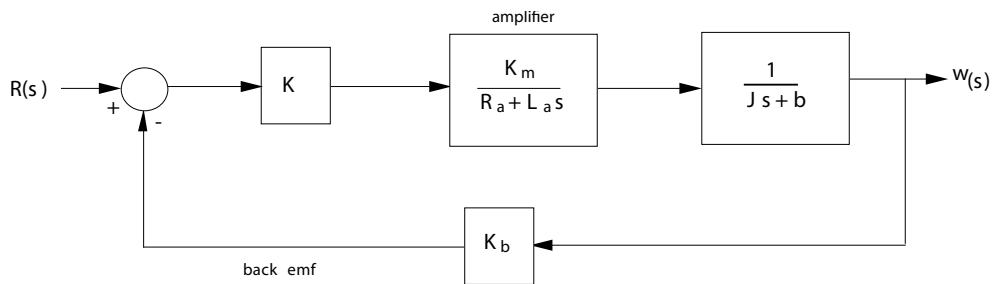 amplifier
R(s)
+
-
K
K m
R a + L a s
1
J s + b
w(s)
K b
back emf